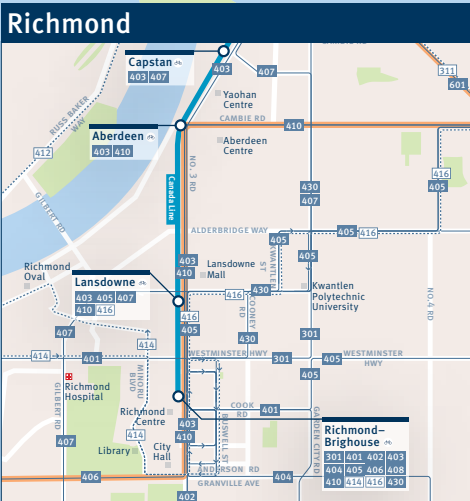 Richmond
Capstan
403 407
403
407
311
601
Yaohan
Centre
CAMBIE RD
410
RUSS BAKER
WAY
Aberdeen
403 410
Aberdeen
Centre
412
NO. 3 RD
Canada Line
430
407
416
405
GILBERT RD
ALDERBRIDGE WAY
405
405 416
KWANTLEN
ST
405
403
410
Lansdowne
Mall
Richmond
Oval
Lansdowne
403 405 407
410 416
416
430
Kwantlen
Polytechnic
University
NO. 4 RD
COONEY
RD
416
405
407
414
430
301
414
401
WESTMINSTER HWY
301
405
WESTMINSTER
HWY
405
Richmond
Hospital
MINORU
BLVD
GILBERT RD
COOK
RD
401
Richmond
Centre
403
410
BUSWELL ST
GARDEN CITY RD
414
407
Library
City
Hall
Richmond–
Brighouse
301 401 402 403
404 405 406 408
410 414 416 430
ANDERSON RD
406
404
GRANVILLE AVE
402